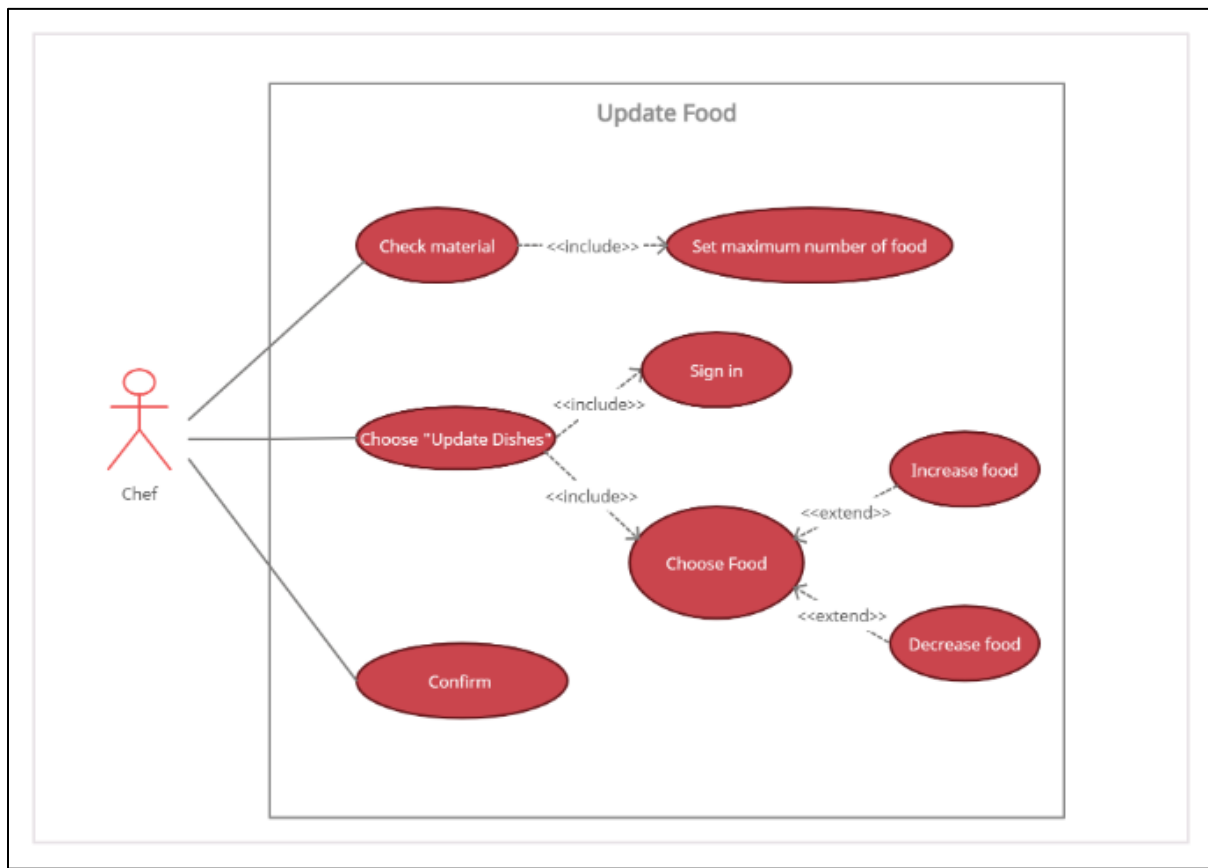 Update Food
Check material
<<include>>
Set maximum number of food
Sign in
<<include>>
Choose "Update Dishes"
Chef
<<include>>
Increase food
<<extend>>
Choose Food
<<extend>>
Decrease food
Confirm